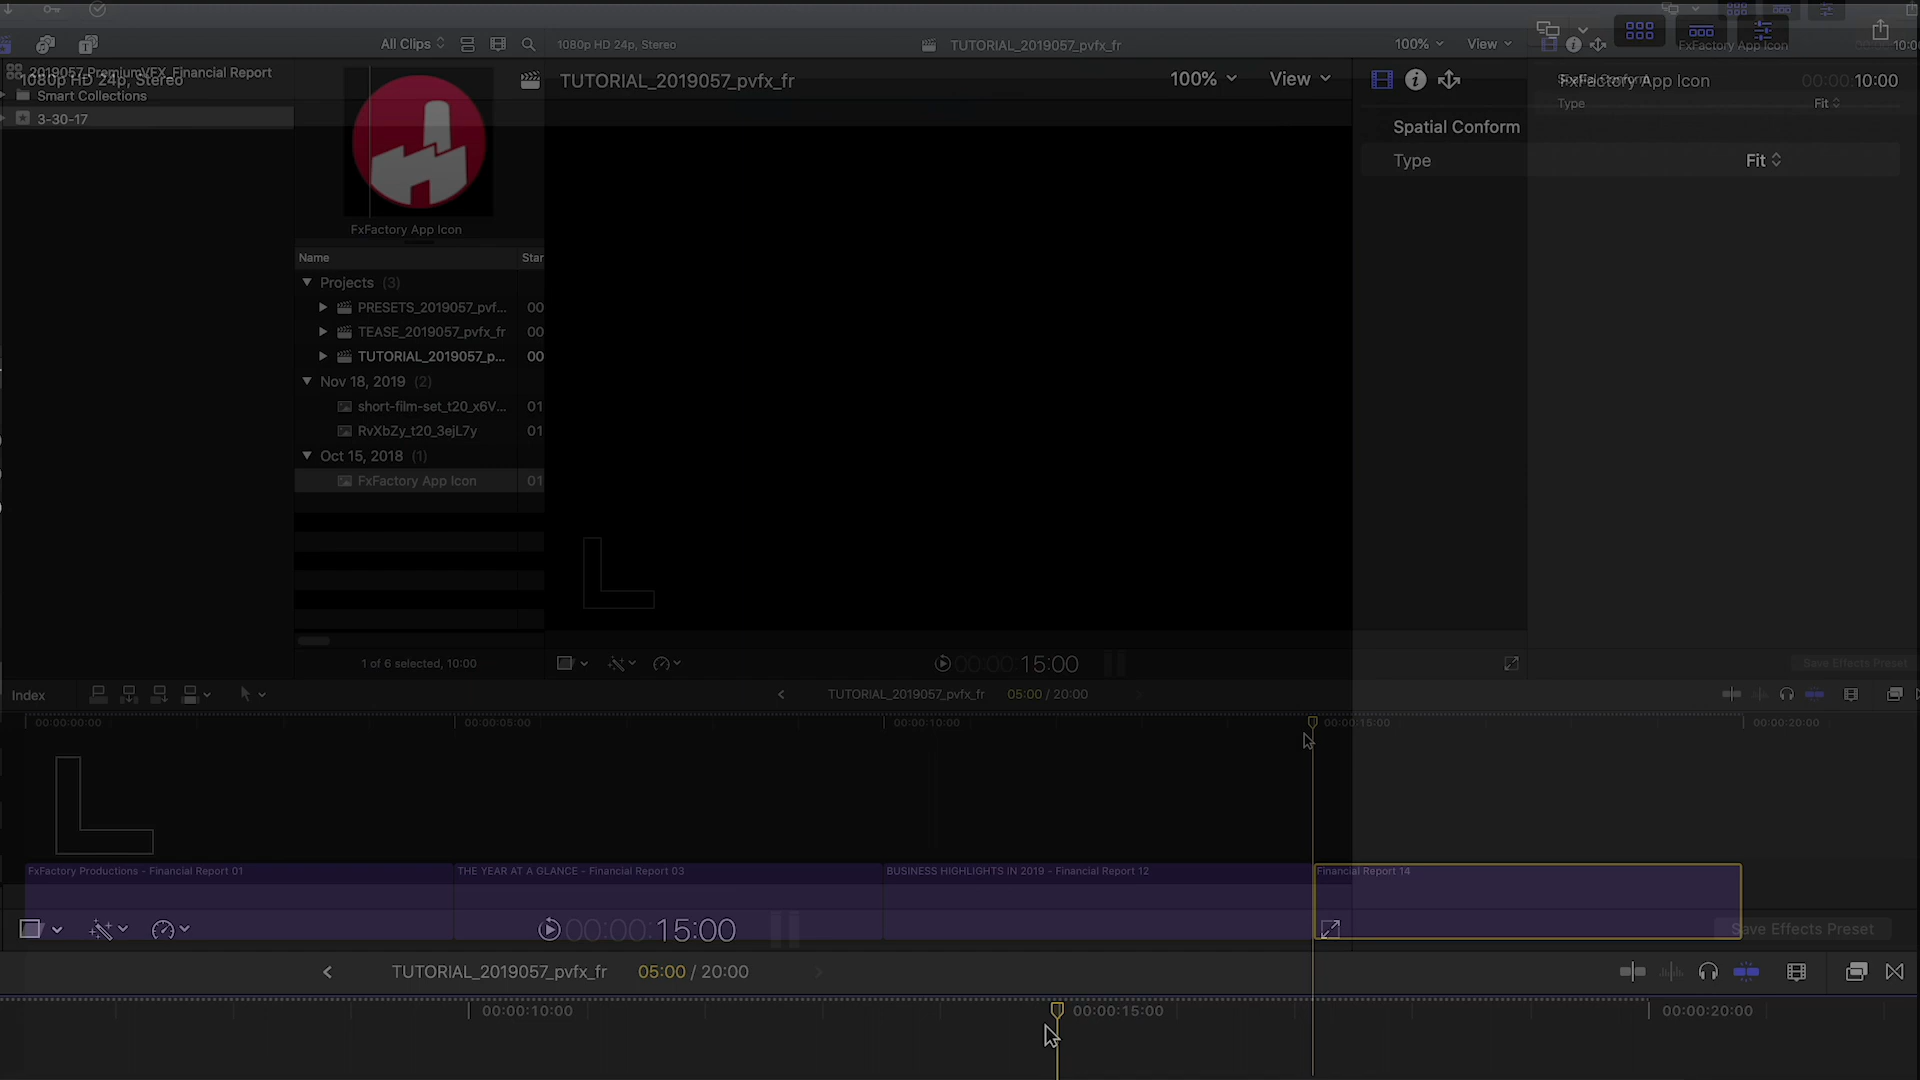 All Clips
1080p HD 24p, Stereo
TUTORIAL_2019057_pvfx_fr
100%
View
FxFactory App Icon
10:0
2019057_PremiumVFX_Financial Report
1080p HD 24p, Stereo
TUTORIAL_2019057_pvfx_fr
100%
View
FxFactory App Icon
00:00:10:00
Smart Collections
Type
Fit
3-30-17
Spatial Conform
Type
Fit
FxFactory App Icon
Name
Star
Projects (3)
PRESETS_2019057_pvf...
00
TEASE_2019057_pvfx_fr
00
TUTORIAL_2019057_p...
00
Nov 18, 2019 (2)
short-film-set_t20_x6V...
01
RvXbZy_t20_3ejL7y
01
Oct 15, 2018 (1)
FxFactory App Icon
01
1 of 6 selected, 10:00
00:00:15:00
Save Effects Preset
Index
TUTORIAL_2019057_pvfx_fr
05:00 / 20:00
00:00:00:00
00:00:05:00
00:00:10:00
00:00:15:00
00:00:20:00
FxFactory Productions - Financial Report 01
THE YEAR AT A GLANCE - Financial Report 03
BUSINESS HIGHLIGHTS IN 2019 - Financial Report 12
Financial Report 14
00:00:15:00
Save Effects Preset
TUTORIAL_2019057_pvfx_fr
05:00 / 20:00
00:00:10:00
00:00:15:00
00:00:20:00